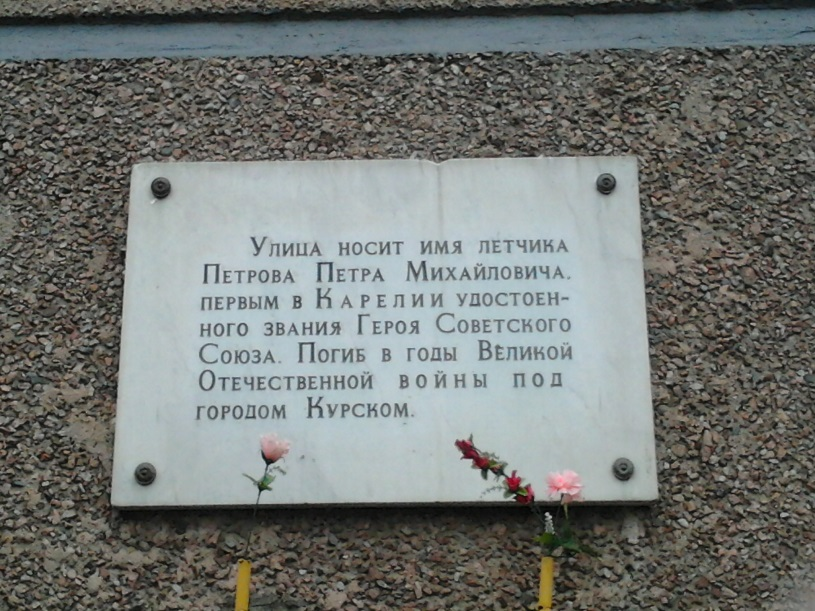 Улица носит имя летчика
Петрова Петра Михайловича.
первым в Карелии удостоен-
ного звания Героя Советского
Союза. Погиб в годы Великой
Отечественной войны под
городом Курском.